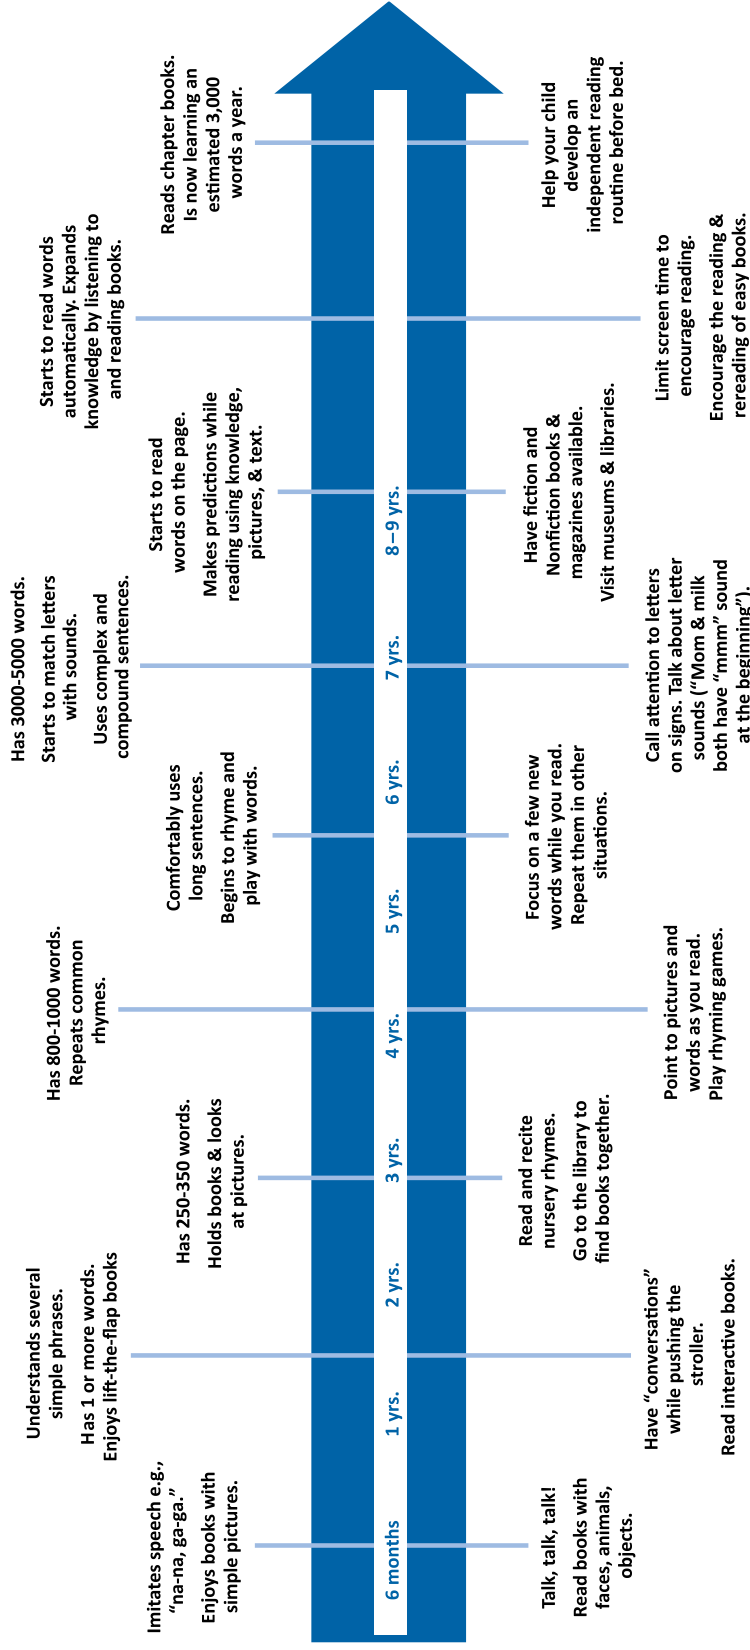 Imitates speech e.g.,
“na-na, ga-ga.”
Enjoys books with
simple pictures.
Understands several
simple phrases.
Has 1 or more words.
Enjoys lift-the-flap books
Has 250-350 words.
Holds books & looks
at pictures.
Has 800-1000 words.
Repeats common
rhymes.
Comfortably uses
long sentences.
Begins to rhyme and
play with words.
Has 3000-5000 words.
Starts to match letters
with sounds.
Uses complex and
compound sentences.
Starts to read
words on the page.
Makes predictions while
reading using knowledge,
pictures, & text.
Starts to read words
automatically. Expands
knowledge by listening to
and reading books.
Reads chapter books.
Is now learning an
estimated 3,000
words a year.
6 months
1 yrs.
2 yrs.
3 yrs.
4 yrs.
5 yrs.
6 yrs.
7 yrs.
8–9 yrs.
Talk, talk, talk!
Read books with
faces, animals,
objects.
Have “conversations”
while pushing the
stroller.
Read interactive books.
Read and recite
nursery rhymes.
Go to the library to
find books together.
Point to pictures and
words as you read.
Play rhyming games.
Focus on a few new
words while you read.
Repeat them in other
situations.
Call attention to letters
on signs. Talk about letter
sounds (“Mom & milk
both have “mmm” sound
at the beginning”).
Have fiction and
Nonfiction books &
magazines available.
Visit museums & libraries.
Limit screen time to
encourage reading.
Encourage the reading &
rereading of easy books.
Help your child
develop an
independent reading
routine before bed.